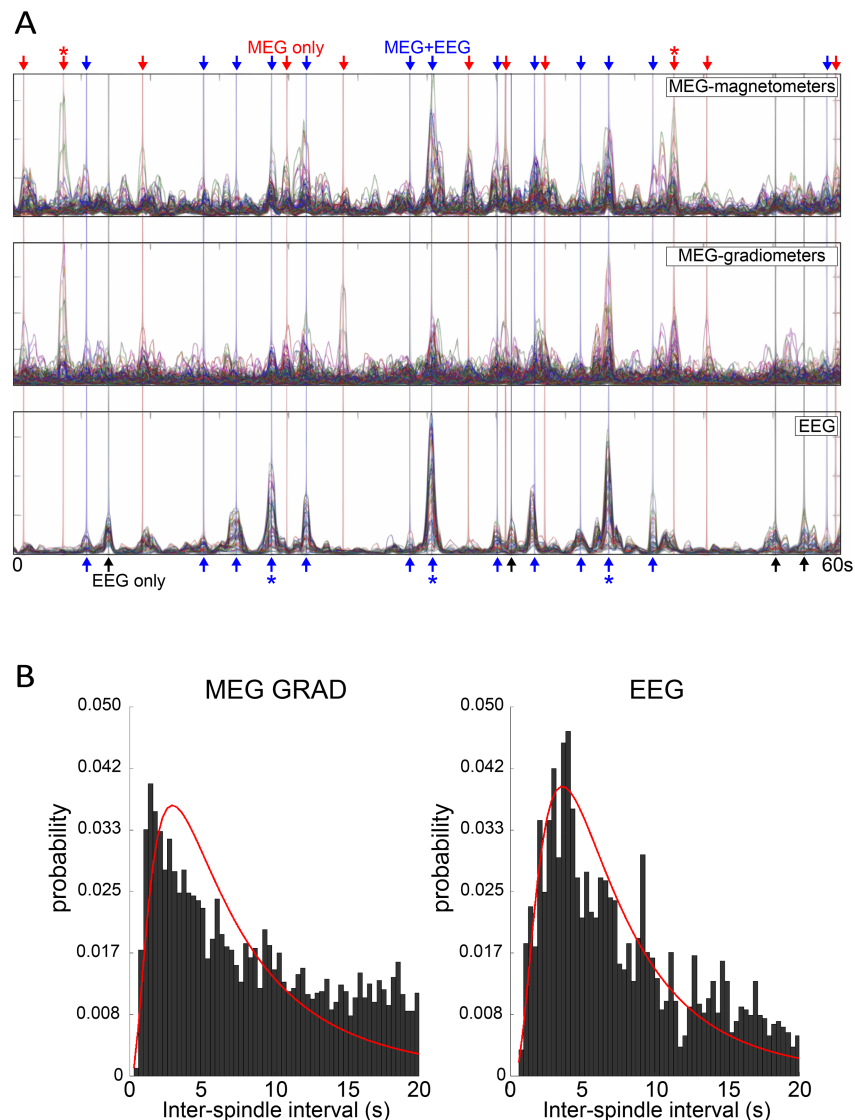 A
MEG only
MEG+EEG
*
*
MEG-magnetometers
MEG-gradiometers
EEG
0
60s
EEG only
*
*
*
B
MEG GRAD
EEG
0.050
0.042
0.033
0.025
0.017
0.008
0
probability
0
5
10
15
20
Inter-spindle interval (s)
0.050
0.042
0.033
0.025
0.017
0.008
0
probability
0
5
10
15
20
Inter-spindle interval (s)